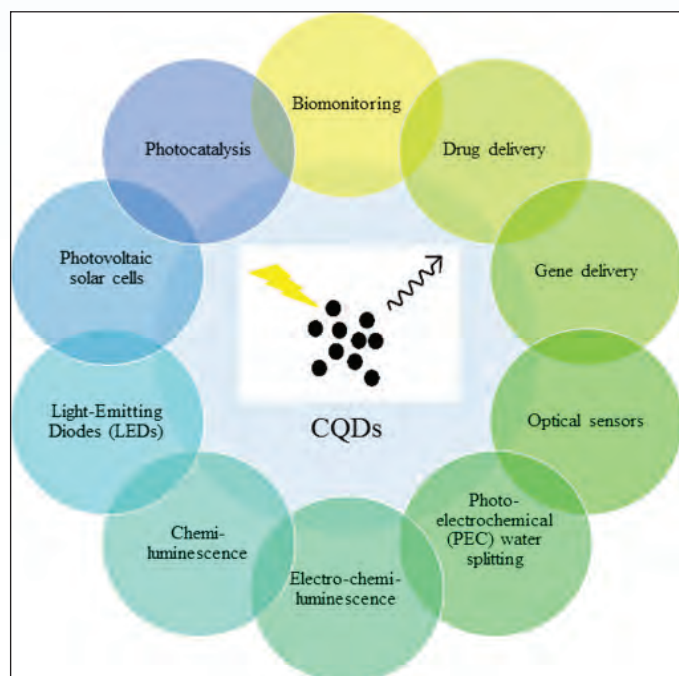 Biomonitoring
Drug delivery
Gene delivery
Optical sensors
Photo-
electrochemical
(PEC) water
splitting
Electro-chemi-
luminescence
Chemi-
luminescence
Light-Emitting
Diodes (LEDs)
Photovoltaic
solar cells
Photocatalysis
CQDs